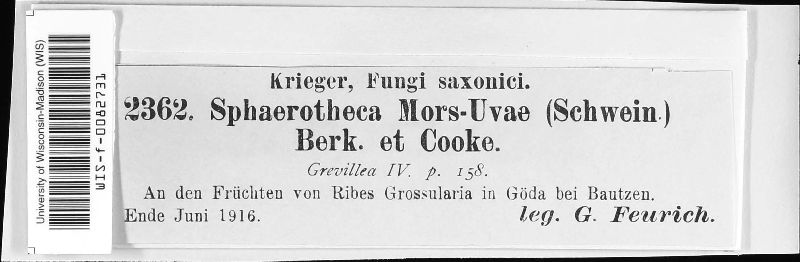 University of Wisconsin-Madison (WIS)
WIS-f-0082731
Krieger, Fungi saxonici.
2362. Sphaerotheca Mors-Uvae (Schwein.)
Berk. et Cooke.
Grevillea IV. p. 158.
An den Früchten von Ribes Grossularia in Göda bei Bautzen.
Ende Juni 1916.
leg. G. Feurich.